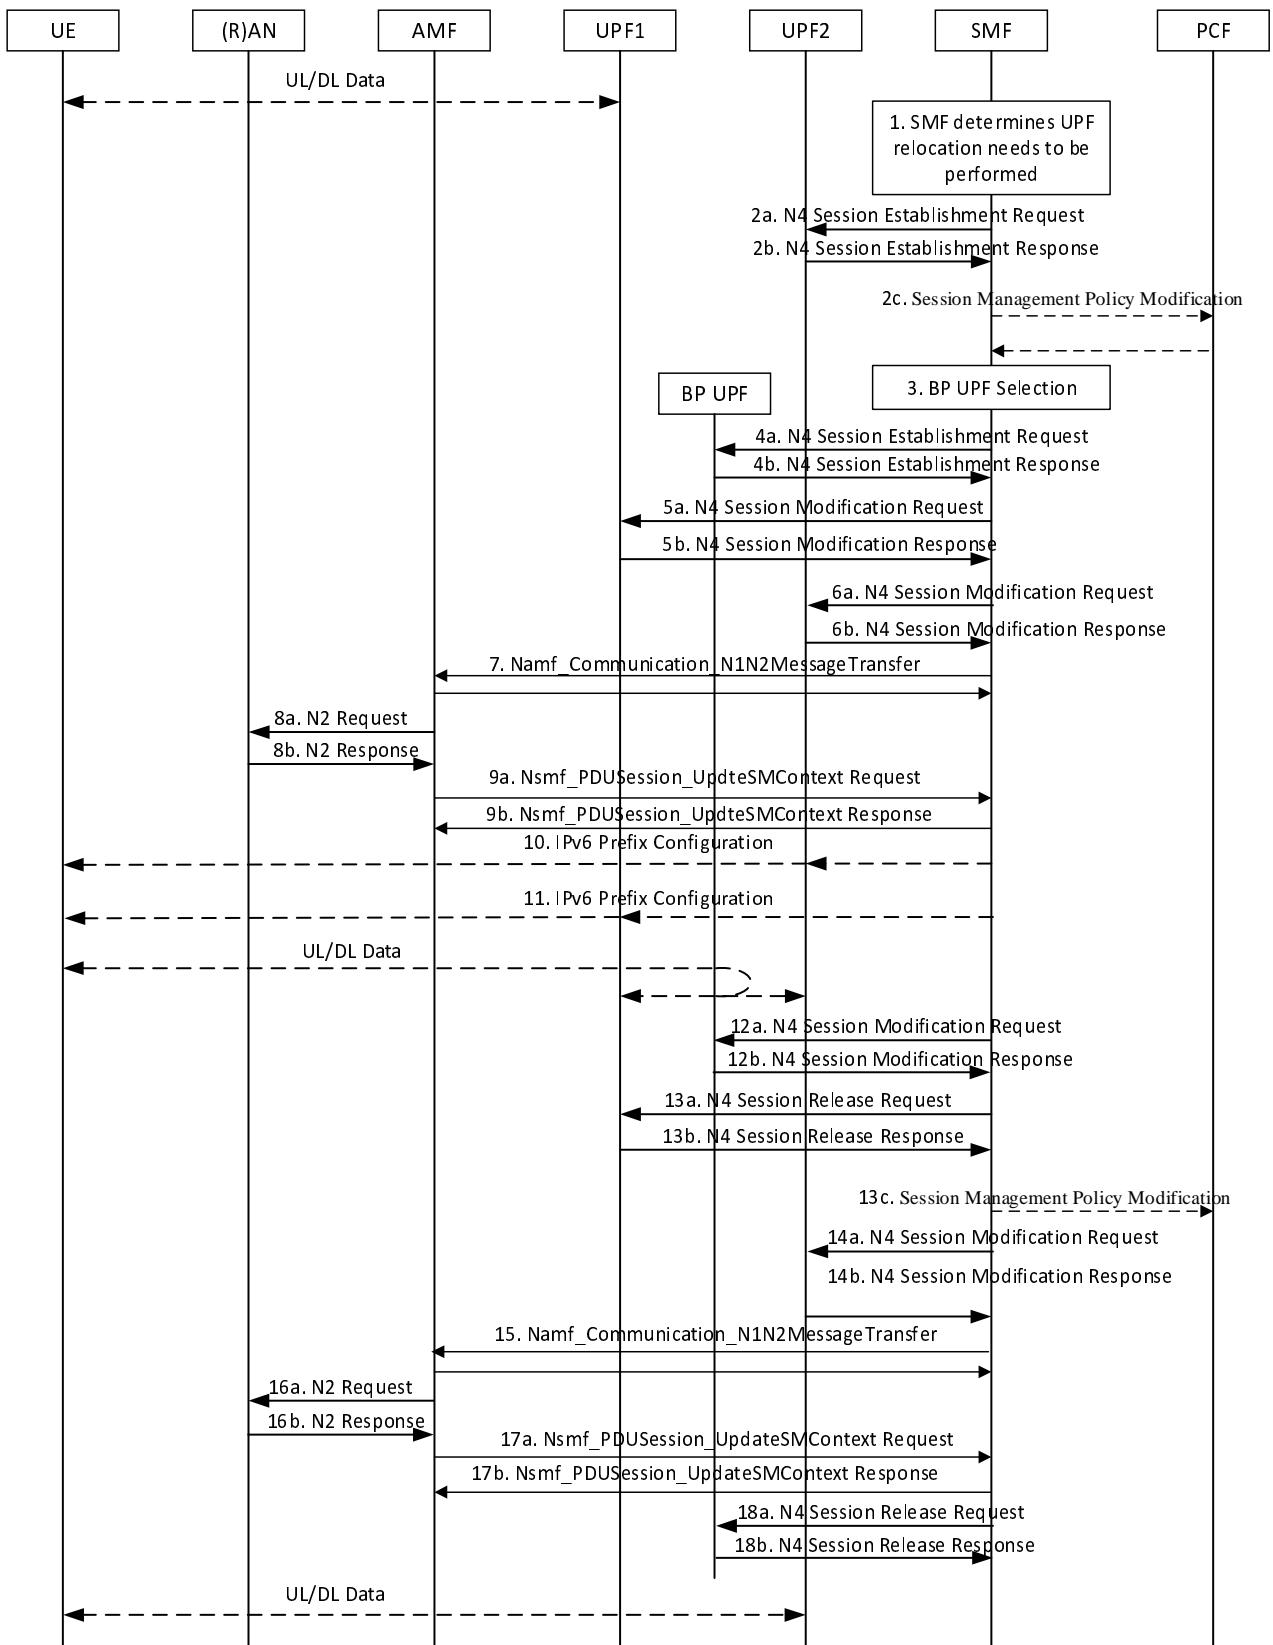 UE
(R)AN
AMF
UPF1
UPF2
SMF
PCF
UL/DL Data
1. SMF determines UPF
relocation needs to be
performed
2a. N4 Session Establishment Request
2b. N4 Session Establishment Response
2c. Session Management Policy Modification
BP UPF
3. BP UPF Selection
4a. N4 Session Establishment Request
4b. N4 Session Establishment Response
5a. N4 Session Modification Request
5b. N4 Session Modification Response
6a. N4 Session Modification Request
6b. N4 Session Modification Response
7. Namf_Communication_N1N2MessageTransfer
8a. N2 Request
8b. N2 Response
9a. Nsmf_PDUSession_UpdteSMContext Request
9b. Nsmf_PDUSession_UpdteSMContext Response
10. IPv6 Prefix Configuration
11. IPv6 Prefix Configuration
UL/DL Data
12a. N4 Session Modification Request
12b. N4 Session Modification Response
13a. N4 Session Release Request
13b. N4 Session Release Response
13c. Session Management Policy Modification
14a. N4 Session Modification Request
14b. N4 Session Modification Response
15. Namf_Communication_N1N2MessageTransfer
16a. N2 Request
16b. N2 Response
17a. Nsmf_PDUSession_UpdateSMContext Request
17b. Nsmf_PDUSession_UpdateSMContext Response
18a. N4 Session Release Request
18b. N4 Session Release Response
UL/DL Data